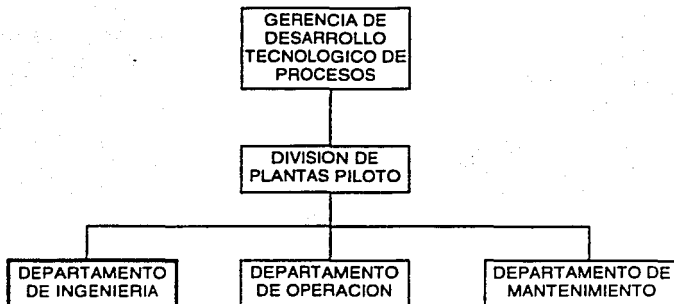 GERENCIA DE
DESARROLLO
TECNOLOGICO DE
PROCESOS
DIVISION DE
PLANTAS PILOTO
DEPARTAMENTO
DE INGENIERIA
DEPARTAMENTO
DE OPERACION
DEPARTAMENTO DE
MANTENIMIENTO